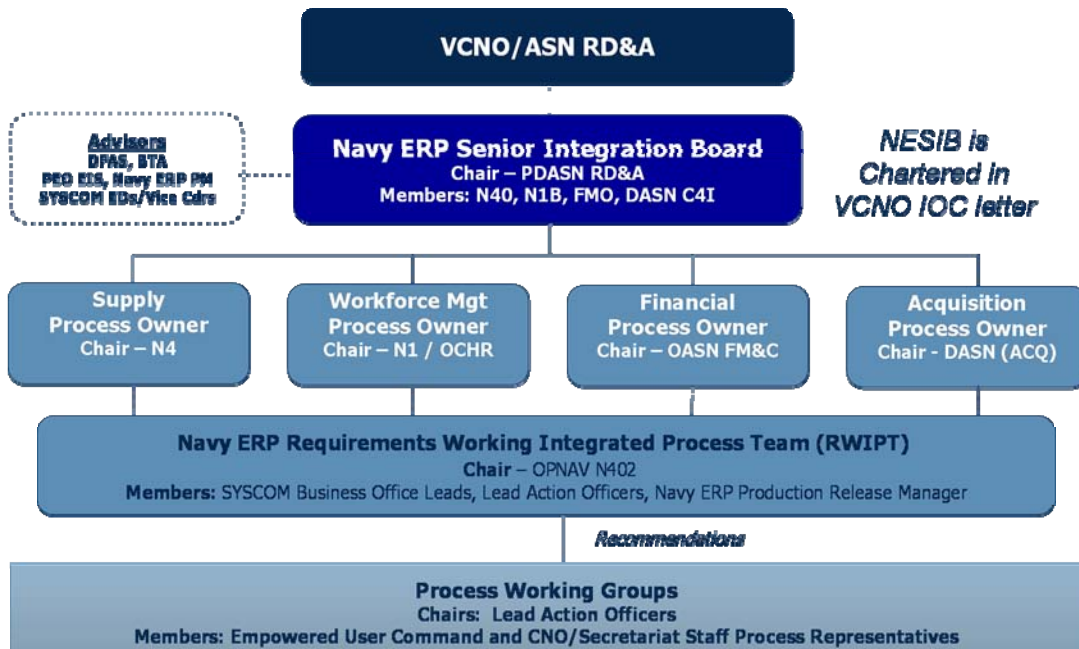 VCNO/ASN RD&A
Advisors
DFAS, BTA
PEO EIS, Navy ERP PM
SYSCOM EDs/Vice Cdrs
Navy ERP Senior Integration Board
Chair – PDASN RD&A
Members: N40, N1B, FMO, DASN C4I
NESIB is
Chartered in
VCNO IOC letter
Supply
Process Owner
Chair – N4
Workforce Mgt
Process Owner
Chair – N1 / OCHR
Financial
Process Owner
Chair – OASN FM&C
Acquisition
Process Owner
Chair - DASN (ACQ)
Navy ERP Requirements Working Integrated Process Team (RWIPT)
Chair – OPNAV N402
Members: SYSCOM Business Office Leads, Lead Action Officers, Navy ERP Production Release Manager
Recommendations
Process Working Groups
Chairs: Lead Action Officers
Members: Empowered User Command and CNO/Secretariat Staff Process Representatives